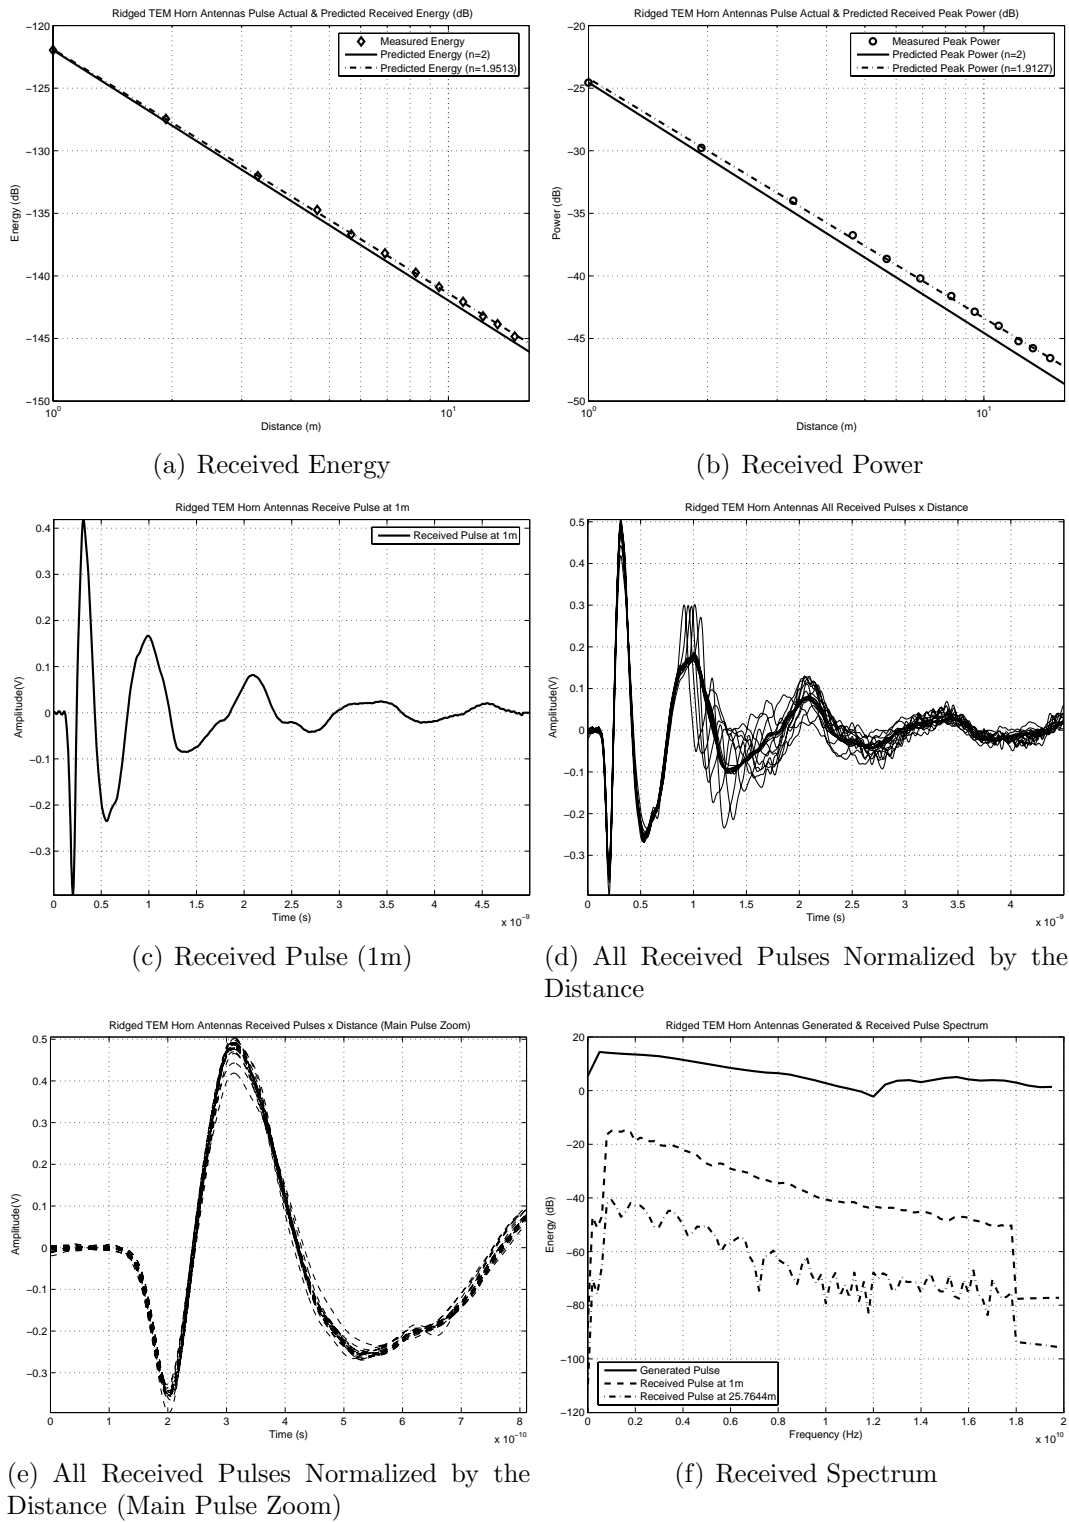 Ridged TEM Horn Antennas Pulse Actual & Predicted Received Energy (dB)
−120
−125
−130
−135
−140
−145
−150
Energy (dB)
Measured Energy
Predicted Energy (n=2)
Predicted Energy (n=1.9513)
10^0
10^1
Distance (m)
(a) Received Energy
Ridged TEM Horn Antennas Pulse Actual & Predicted Received Peak Power (dB)
−20
−25
−30
−35
−40
−45
−50
Power (dB)
Measured Peak Power
Predicted Peak Power (n=2)
Predicted Peak Power (n=1.9127)
10^0
10^1
Distance (m)
(b) Received Power
Ridged TEM Horn Antennas Receive Pulse at 1m
0.4
0.3
0.2
0.1
0
−0.1
−0.2
−0.3
Amplitude(V)
Received Pulse at 1m
0 0.5 1 1.5 2 2.5 3 3.5 4 4.5
Time (s)
x 10^−9
(c) Received Pulse (1m)
Ridged TEM Horn Antennas All Received Pulses x Distance
0.5
0.4
0.3
0.2
0.1
0
−0.1
−0.2
−0.3
Amplitude(V)
0 0.5 1 1.5 2 2.5 3 3.5 4
Time (s)
x 10^−9
(d) All Received Pulses Normalized by the
Distance
Ridged TEM Horn Antennas Received Pulses x Distance (Main Pulse Zoom)
0.5
0.4
0.3
0.2
0.1
0
−0.1
−0.2
−0.3
Amplitude(V)
0 1 2 3 4 5 6 7 8
Time (s)
x 10^−10
(e) All Received Pulses Normalized by the
Distance (Main Pulse Zoom)
Ridged TEM Horn Antennas Generated & Received Pulse Spectrum
20
0
−20
−40
−60
−80
−100
−120
Energy (dB)
Generated Pulse
Received Pulse at 1m
Received Pulse at 25.7644m
0 0.2 0.4 0.6 0.8 1 1.2 1.4 1.6 1.8 2
Frequency (Hz)
x 10^10
(f) Received Spectrum